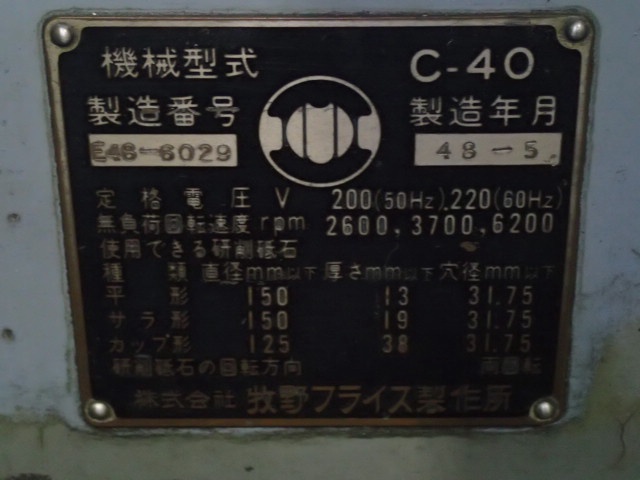 機械型式 C-40
製造番号 製造年月
E46-6029 48-5
定格電圧 V 200(50Hz).220(60Hz)
無負荷回転速度 rpm 2600,3700,6200
使用できる研削砥石
種類 直径mm以下 厚さmm以下 穴径mm以下
平形 150 13 31.75
サラ形 150 19 31.75
カップ形 125 38 31.75
研削砥石の回転方向 両回転
株式会社 牧野フライス製作所